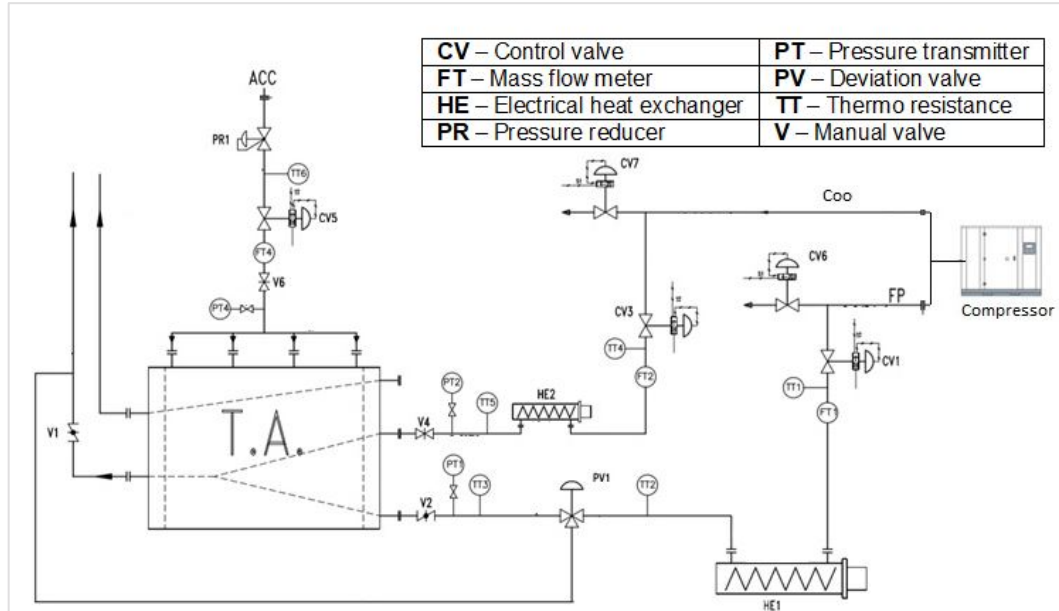 CV – Control valve PT – Pressure transmitter
FT – Mass flow meter PV – Deviation valve
HE – Electrical heat exchanger TT – Thermo resistance
PR – Pressure reducer V – Manual valve
ACC
PR1
TT6
CV5
FT4
V6
PT4
CV7
Coo
CV6
FP
Compressor
CV3
TT4
FT2
CV1
TT1
FT1
T.A.
V1
PT2
TT5
HE2
V4
PT1
TT3
V2
PV1
TT2
HE1